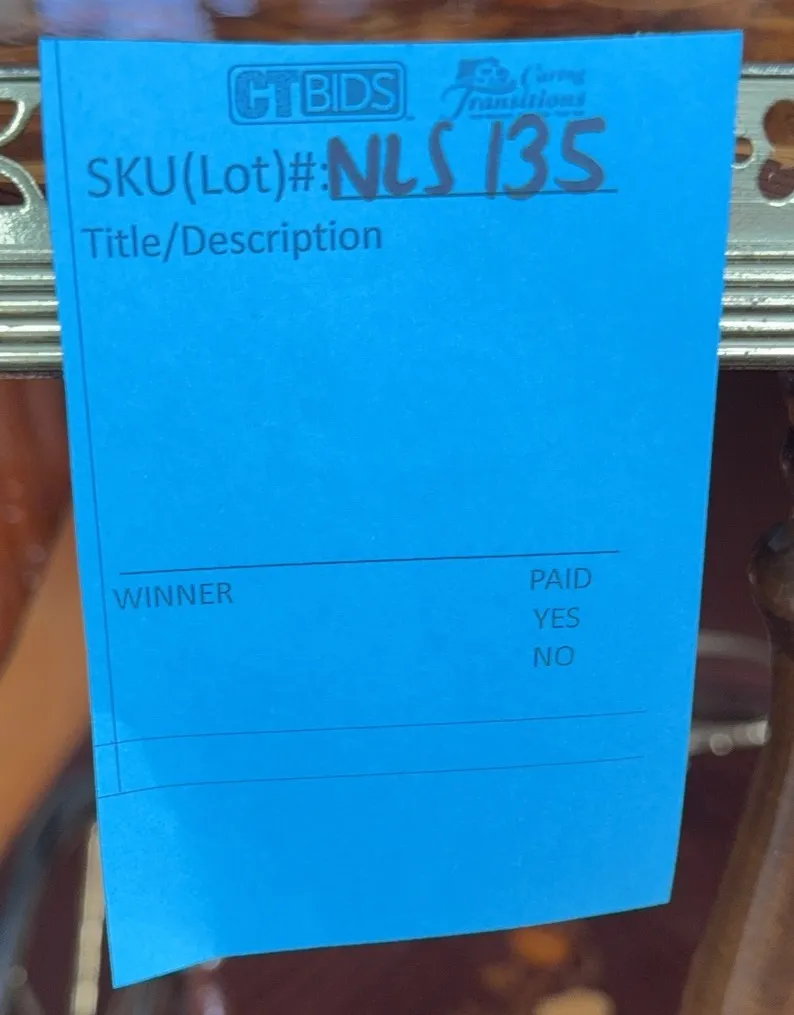 CTBIDS Caring Transitions
SKU(Lot)#: NLS 135
Title/Description
WINNER PAID
YES
NO